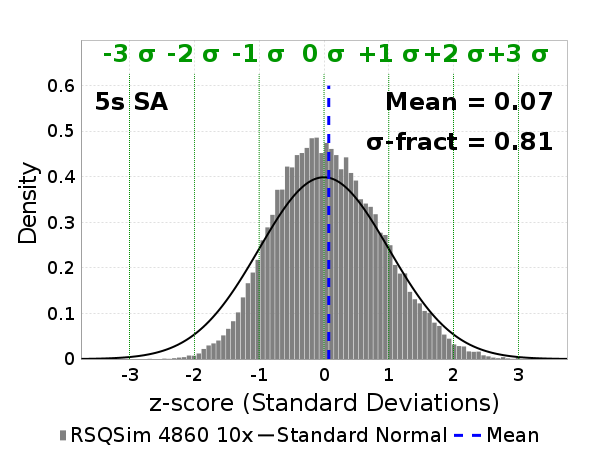 -3 σ -2 σ -1 σ 0 σ +1 σ +2 σ +3 σ
0.6
5s SA
Mean = 0.07
0.5
σ-fract = 0.81
0.4
0.3
0.2
0.1
0
Density
-3 -2 -1 0 1 2 3
z-score (Standard Deviations)
RSQSim 4860 10x Standard Normal Mean